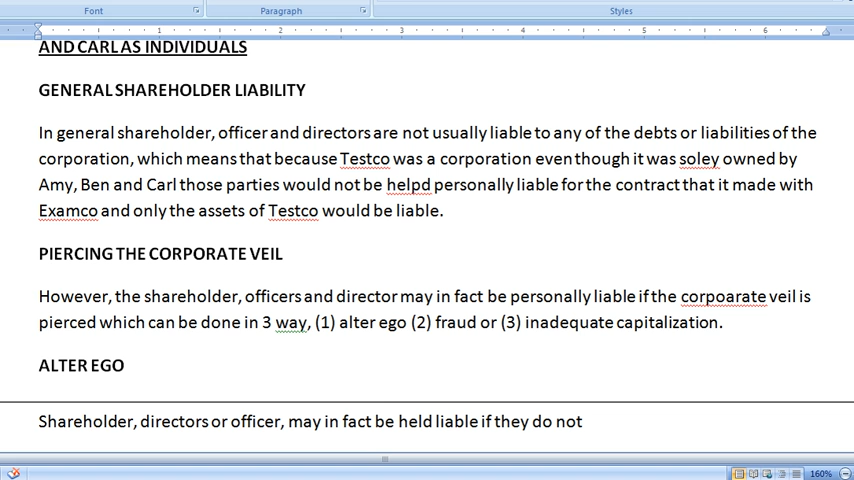 Font Paragraph Styles
1 2 3 4 5 6
AND CARL AS INDIVIDUALS
GENERAL SHAREHOLDER LIABILITY
In general shareholder, officer and directors are not usually liable to any of the debts or liabilities of the
corporation, which means that because Testco was a corporation even though it was soley owned by
Amy, Ben and Carl those parties would not be helpd personally liable for the contract that it made with
Examco and only the assets of Testco would be liable.
PIERCING THE CORPORATE VEIL
However, the shareholder, officers and director may in fact be personally liable if the corpoarate veil is
pierced which can be done in 3 way, (1) alter ego (2) fraud or (3) inadequate capitalization.
ALTER EGO
Shareholder, directors or officer, may in fact be held liable if they do not
160%